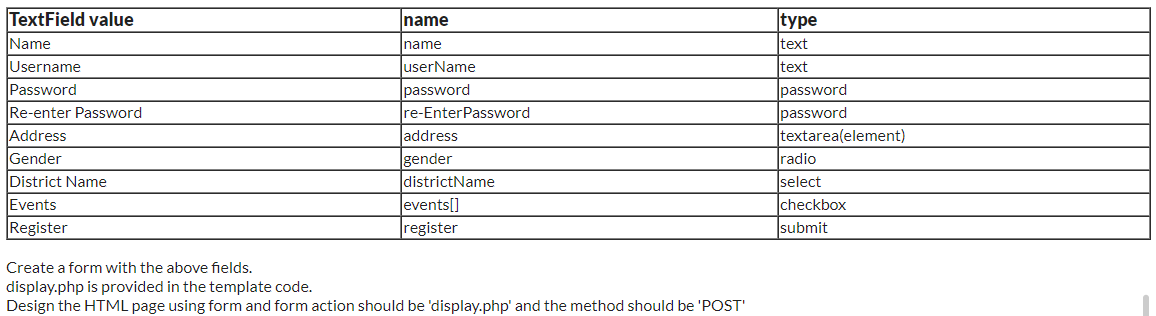 TextField value name type
Name name text
Username userName text
Password password password
Re-enter Password re-EnterPassword password
Address address textarea(element)
Gender gender radio
District Name districtName select
Events events[] checkbox
Register register submit
Create a form with the above fields.
display.php is provided in the template code.
Design the HTML page using form and form action should be 'display.php' and the method should be 'POST'